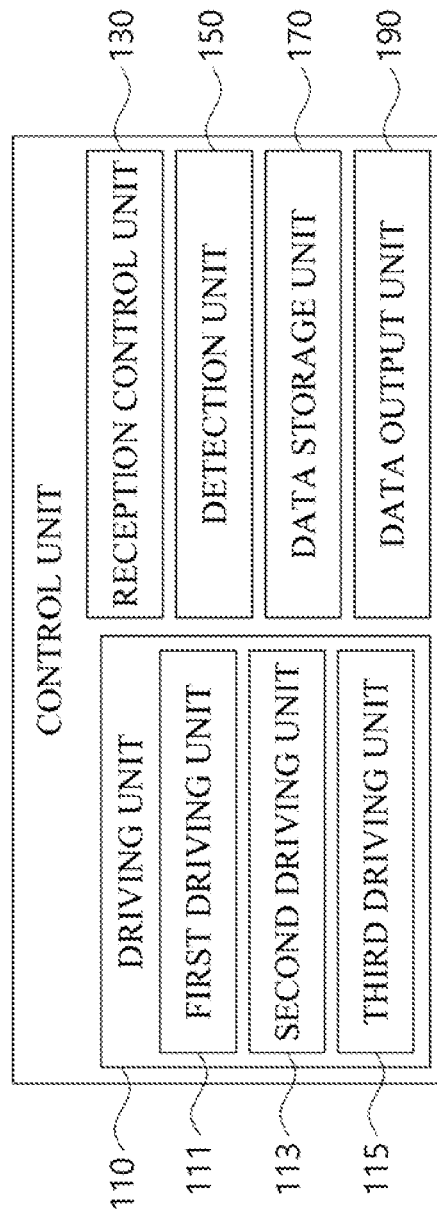 CONTROL UNIT
110
DRIVING UNIT
111
FIRST DRIVING UNIT
113
SECOND DRIVING UNIT
115
THIRD DRIVING UNIT
RECEPTION CONTROL UNIT
130
DETECTION UNIT
150
DATA STORAGE UNIT
170
DATA OUTPUT UNIT
190